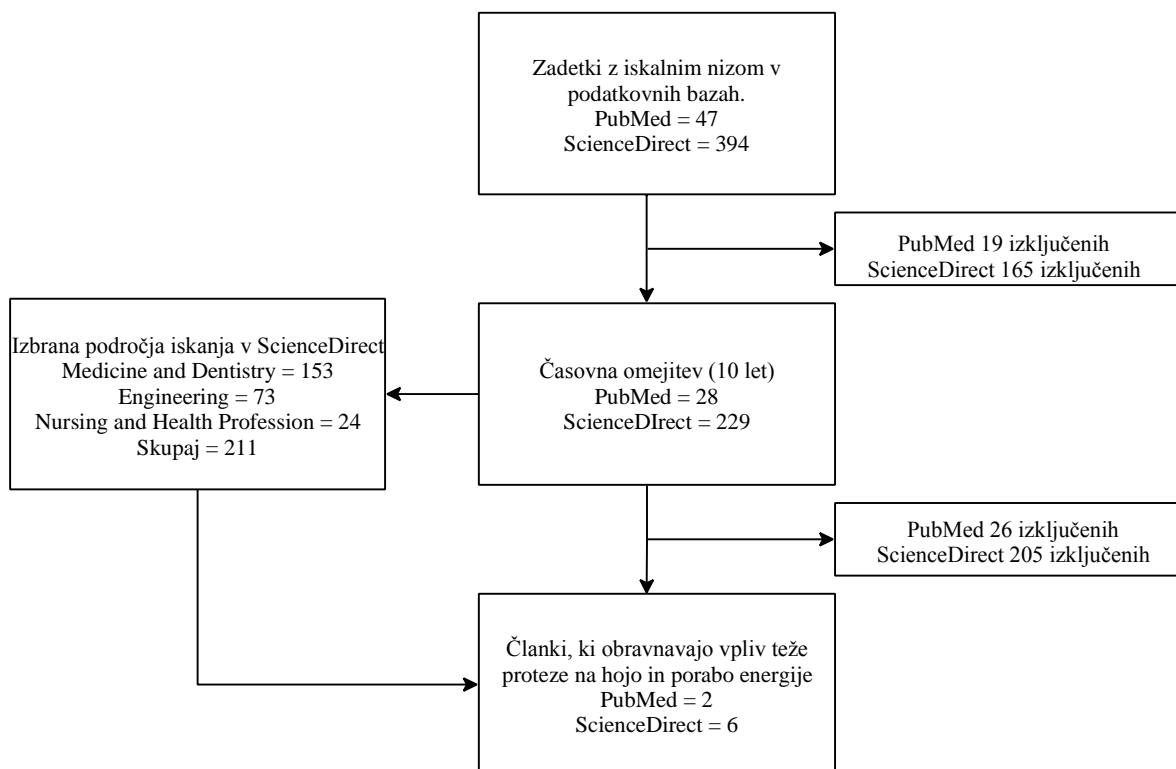 Zadetki z iskalnim nizom v
podatkovnih bazah.
PubMed = 47
ScienceDirect = 394
PubMed 19 izključenih
ScienceDirect 165 izključenih
Izbrana področja iskanja v ScienceDirect
Medicine and Dentistry = 153
Engineering = 73
Nursing and Health Profession = 24
Skupaj = 211
Časovna omejitev (10 let)
PubMed = 28
ScienceDIrect = 229
PubMed 26 izključenih
ScienceDirect 205 izključenih
Članki, ki obravnavajo vpliv teže
proteze na hojo in porabo energije
PubMed = 2
ScienceDirect = 6